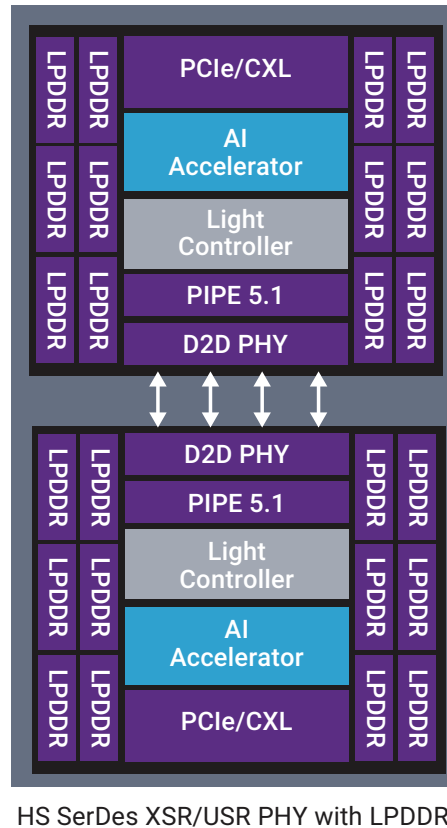 LPDDR LPDDR PCIe/CXL LPDDR LPDDR
AI
Accelerator
LPDDR LPDDR Light LPDDR LPDDR
Controller
LPDDR LPDDR PIPE 5.1 LPDDR LPDDR
D2D PHY
LPDDR LPDDR D2D PHY LPDDR LPDDR
PIPE 5.1
LPDDR LPDDR Light LPDDR LPDDR
Controller
AI
Accelerator
LPDDR LPDDR PCIe/CXL LPDDR LPDDR
HS SerDes XSR/USR PHY with LPDDR